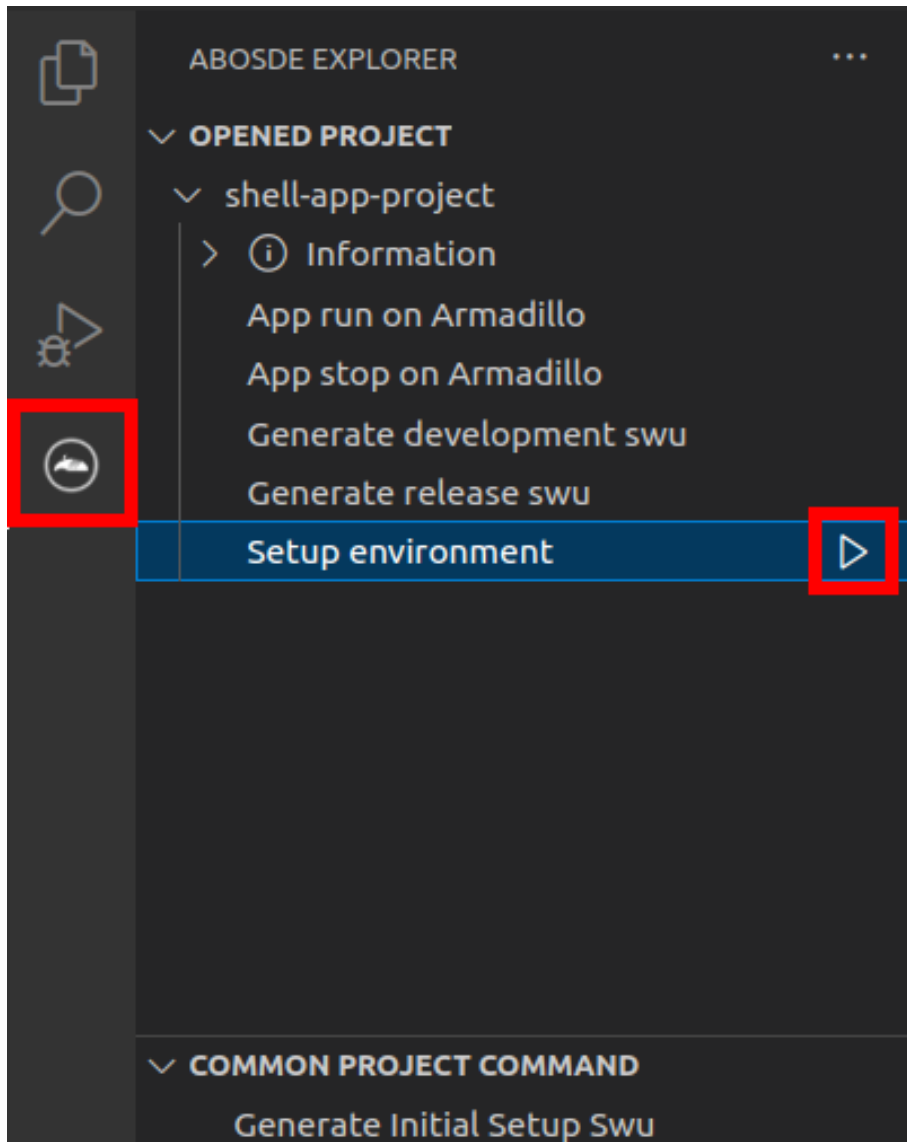 ABOSDE EXPLORER
OPENED PROJECT
shell-app-project
Information
App run on Armadillo
App stop on Armadillo
Generate development swu
Generate release swu
Setup environment
COMMON PROJECT COMMAND
Generate Initial Setup Swu